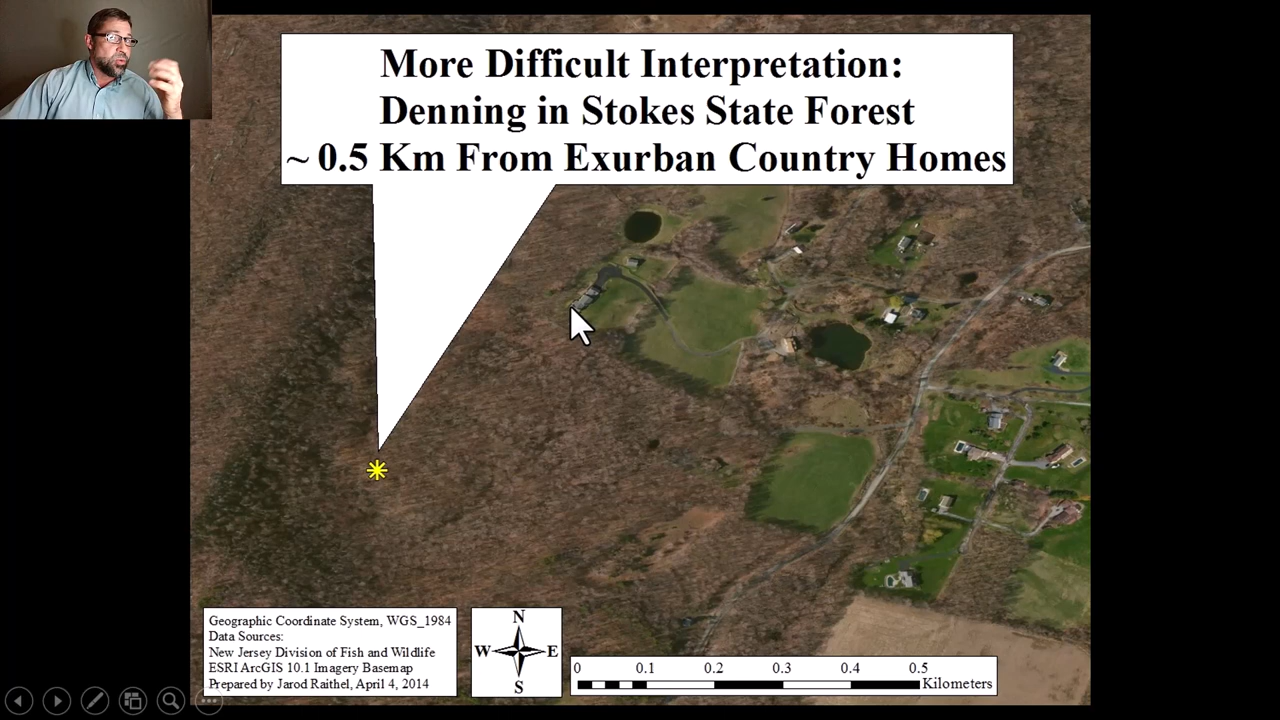 More Difficult Interpretation:
Denning in Stokes State Forest
~ 0.5 Km From Exurban Country Homes
Geographic Coordinate System, WGS_1984
Data Sources:
New Jersey Division of Fish and Wildlife
ESRI ArcGIS 10.1 Imagery Basemap
Prepared by Jarod Raithel, April 4, 2014
N
W E
S
0 0.1 0.2 0.3 0.4 0.5
Kilometers